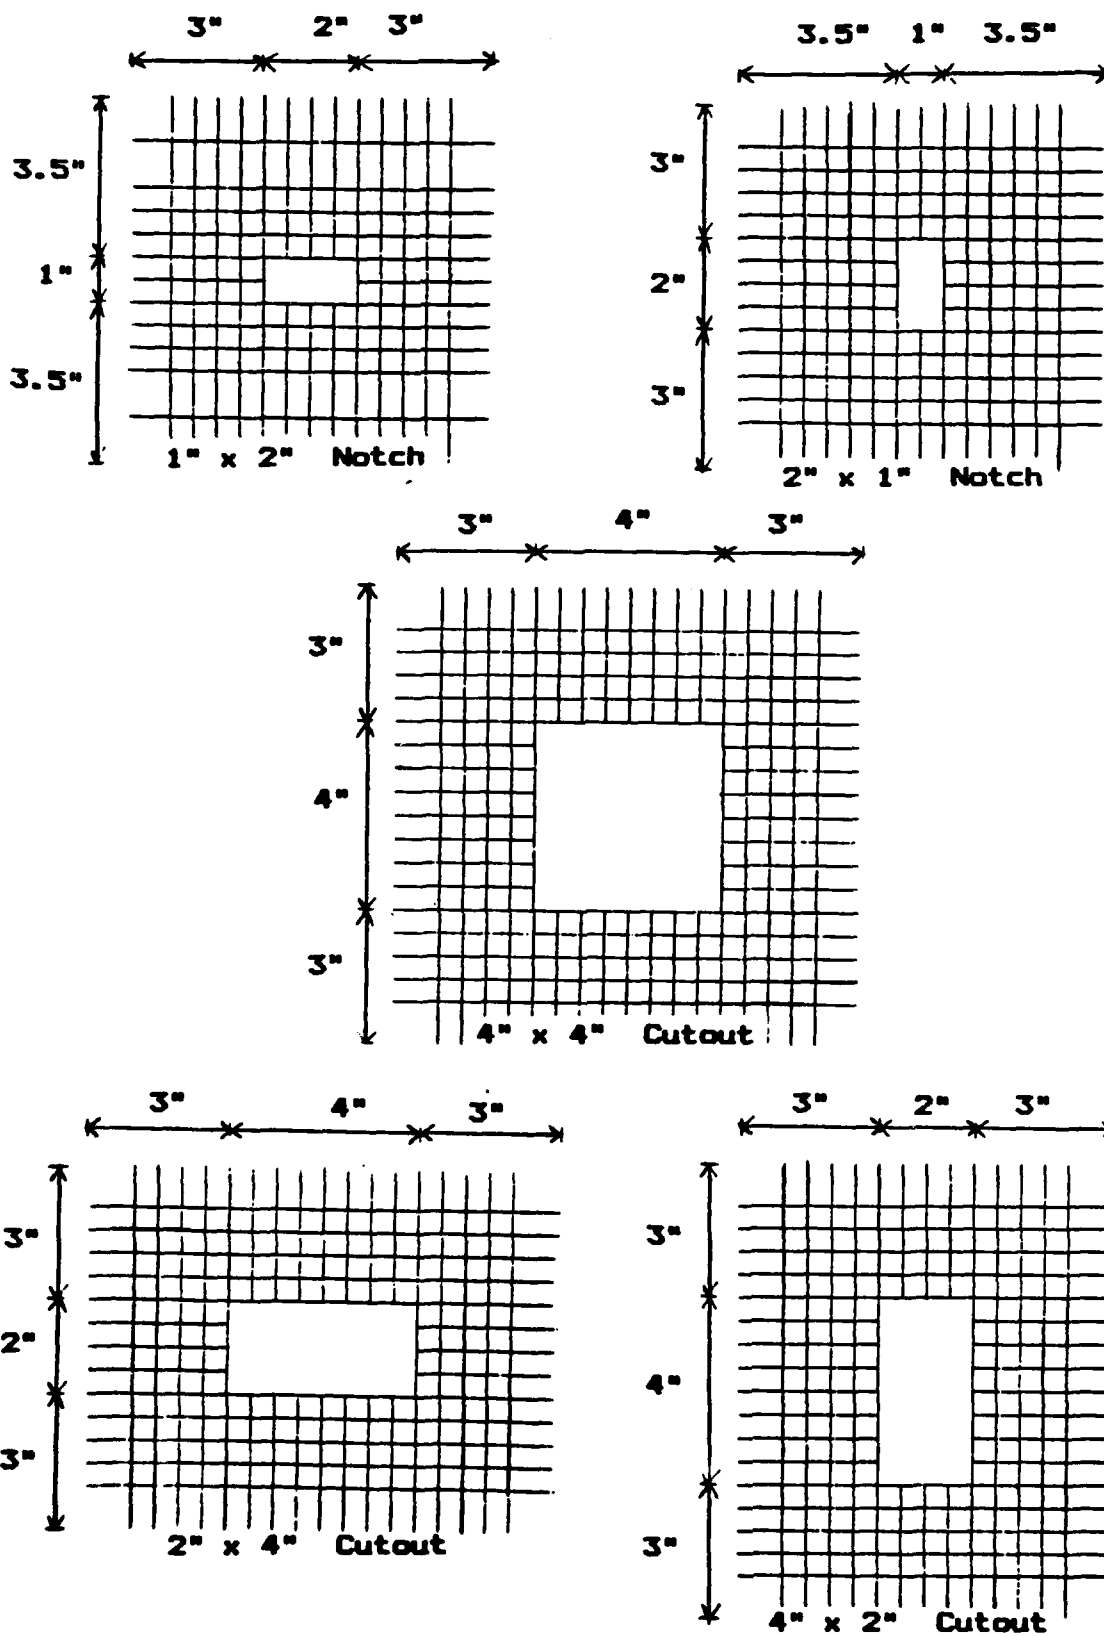 3" 2" 3"
3.5"
1"
3.5"
1" x 2" Notch
3.5" 1" 3.5"
3"
2"
3"
2" x 1" Notch
3" 4" 3"
3"
4"
3"
4" x 4" Cutout
3" 4" 3"
3"
2"
3"
2" x 4" Cutout
3" 2" 3"
3"
4"
3"
4" x 2" Cutout